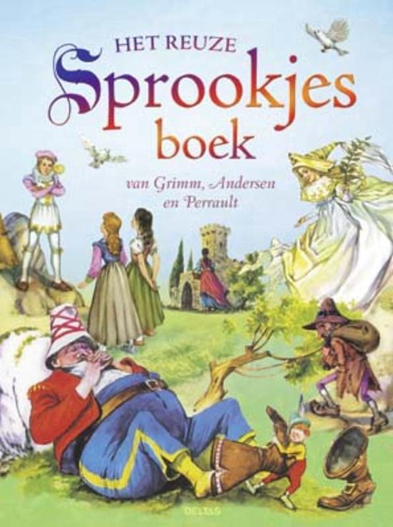 HET REUZE
Sprookjes
boek
van Grimm, Andersen
en Perrault
DELTAS